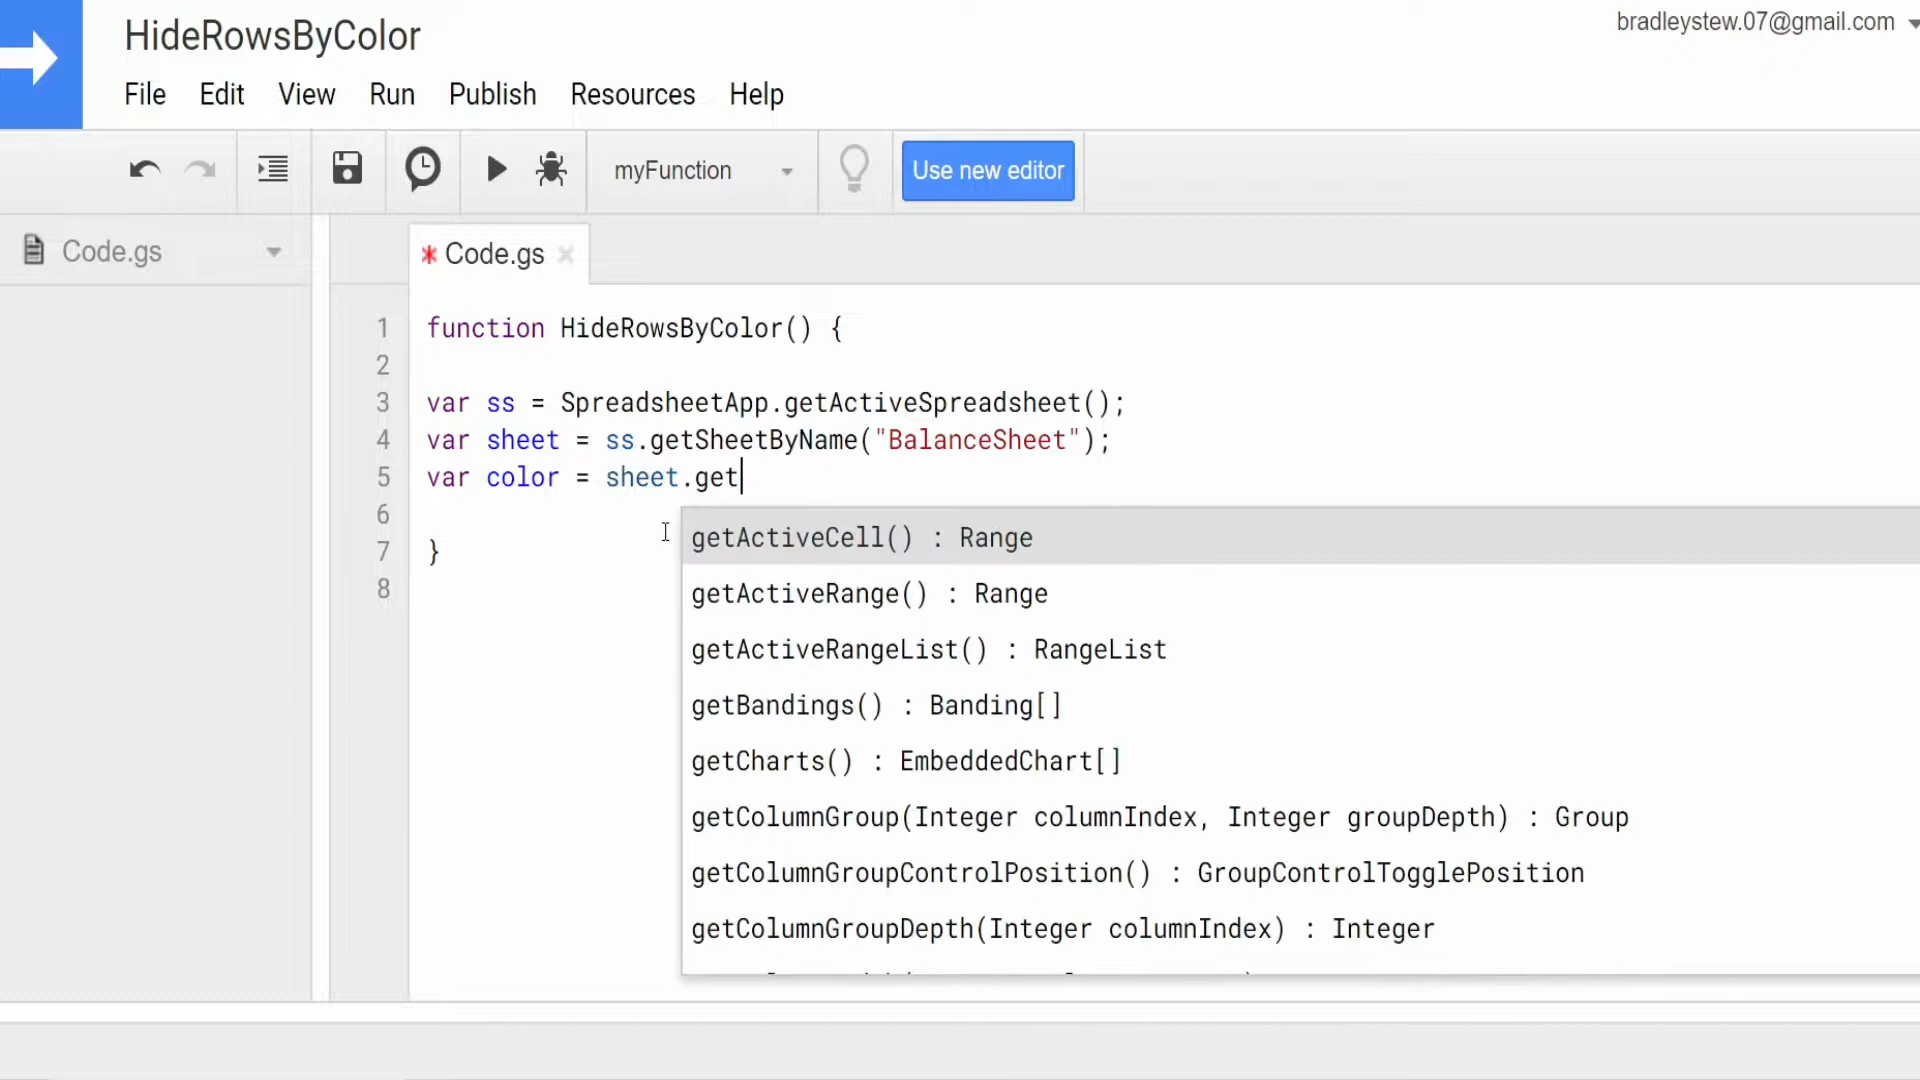 HideRowsByColor
bradleystew.07@gmail.com
File Edit View Run Publish Resources Help
myFunction
Use new editor
Code.gs
* Code.gs ×
1 function HideRowsByColor() {
2
3 var ss = SpreadsheetApp.getActiveSpreadsheet();
4 var sheet = ss.getSheetByName("BalanceSheet");
5 var color = sheet.get
6
7 }
8
getActiveCell() : Range
getActiveRange() : Range
getActiveRangeList() : RangeList
getBandings() : Banding[]
getCharts() : EmbeddedChart[]
getColumnGroup(Integer columnIndex, Integer groupDepth) : Group
getColumnGroupControlPosition() : GroupControlTogglePosition
getColumnGroupDepth(Integer columnIndex) : Integer